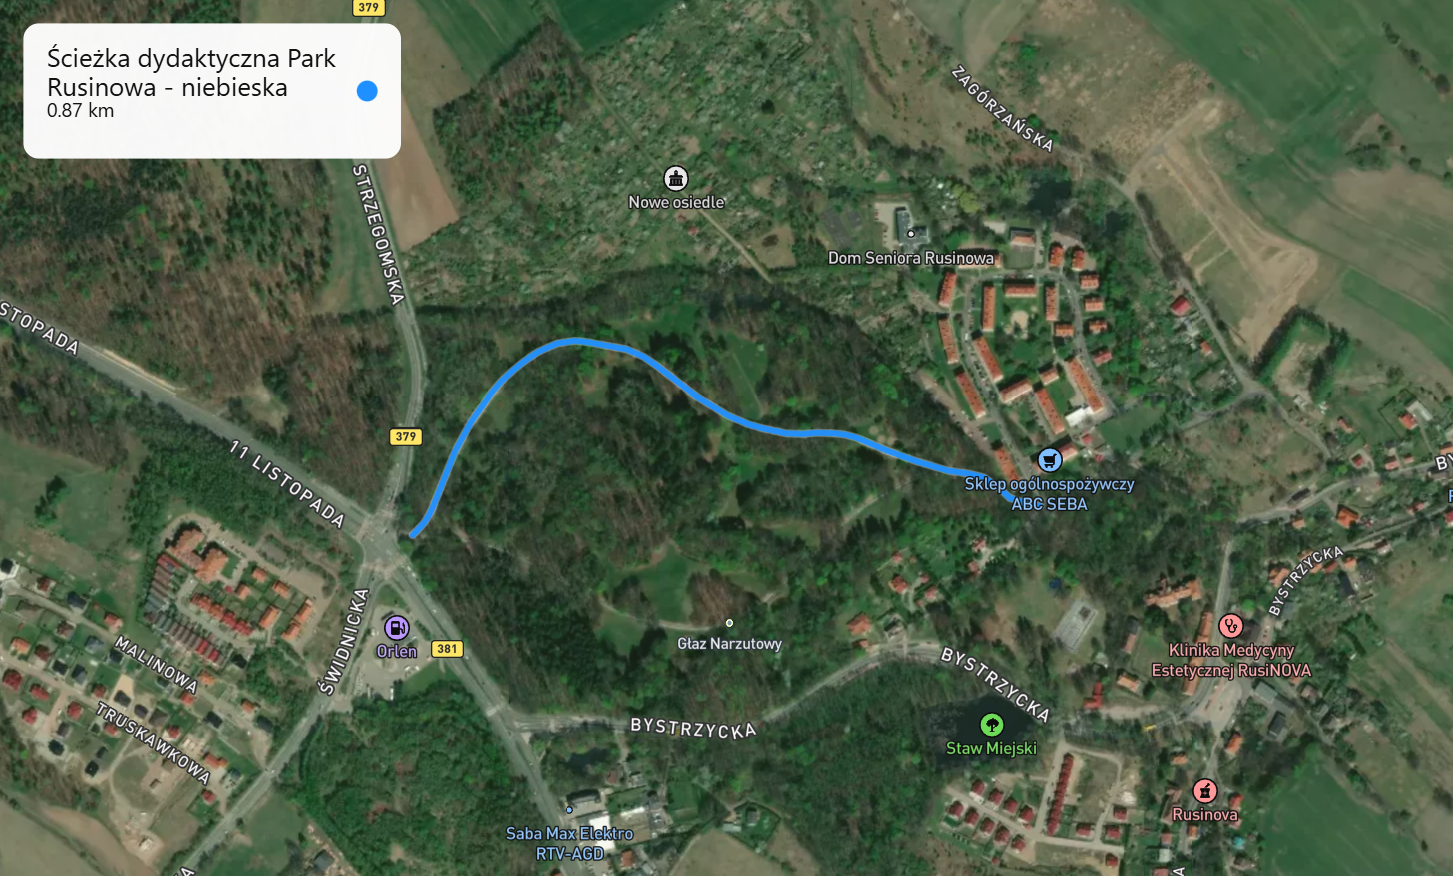 379
Ścieżka dydaktyczna Park
Rusinowa - niebieska
0.87 km
ZAGÓRZAŃSKA
STRZEGOMSKA
Nowe osiedle
Dom Seniora Rusinowa
STOPADA
379
11 LISTOPADA
BY
Sklep ogólnospożywczy
ABC SEBA
BYSTRZYCKA
ŚWIDNICKA
Orlen
381
Głaz Narzutowy
Klinika Medycyny
Estetycznej RusiNOVA
MALINOWA
BYSTRZYCKA
BYSTRZYCKA
TRUSKAWKOWA
Staw Miejski
Rusinova
Saba Max Elektro
RTV-AGD